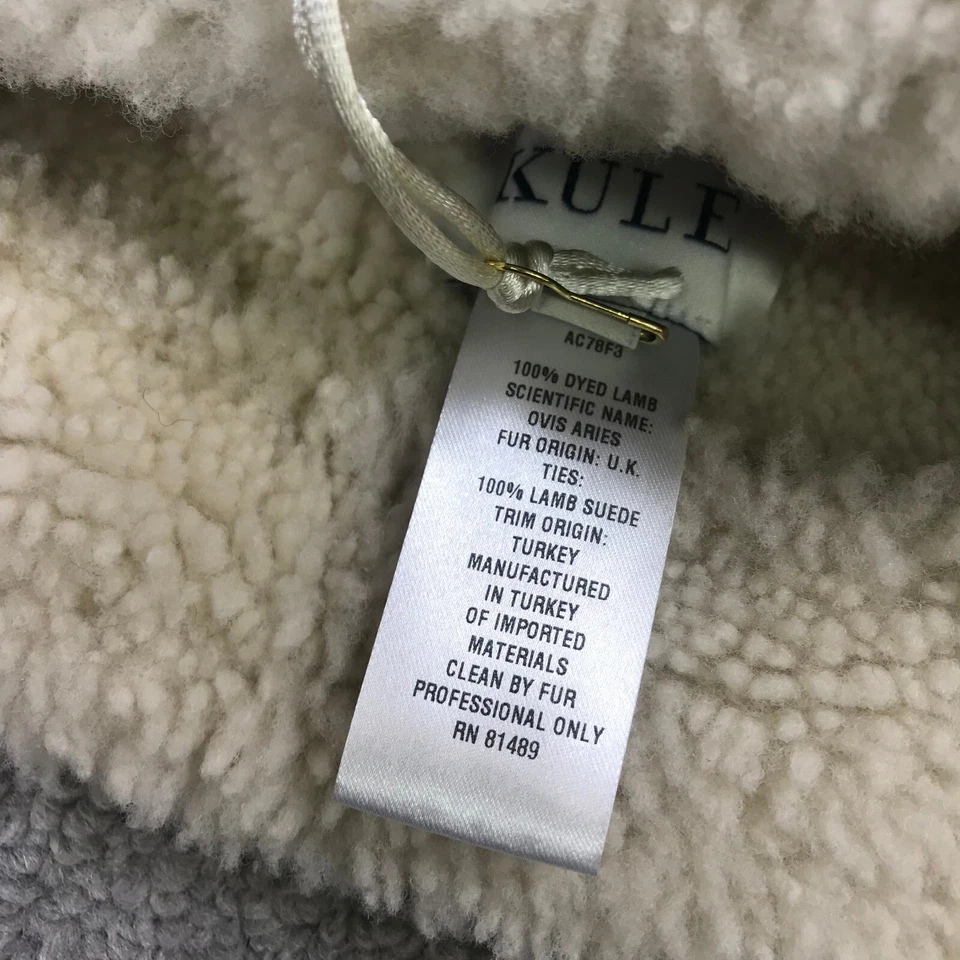 KULE
AC78F3
100% DYED LAMB
SCIENTIFIC NAME:
OVIS ARIES
FUR ORIGIN: U.K.
TIES:
100% LAMB SUEDE
TRIM ORIGIN:
TURKEY
MANUFACTURED
IN TURKEY
OF IMPORTED
MATERIALS
CLEAN BY FUR
PROFESSIONAL ONLY
RN 81489